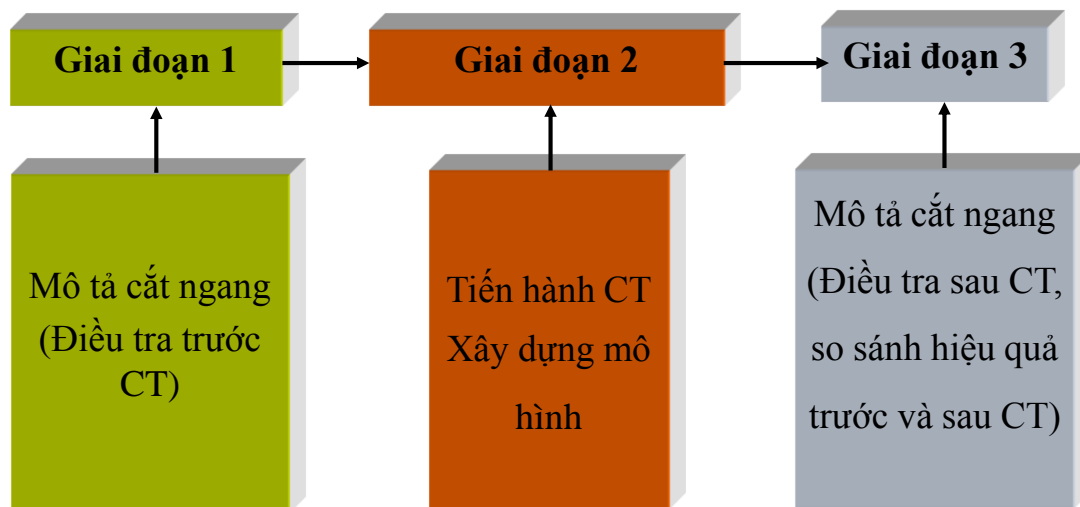 Giai đoạn 1
Giai đoạn 2
Giai đoạn 3
Mô tả cắt ngang
(Điều tra trước
CT)
Tiến hành CT
Xây dựng mô
hình
Mô tả cắt ngang
(Điều tra sau CT,
so sánh hiệu quả
trước và sau CT)